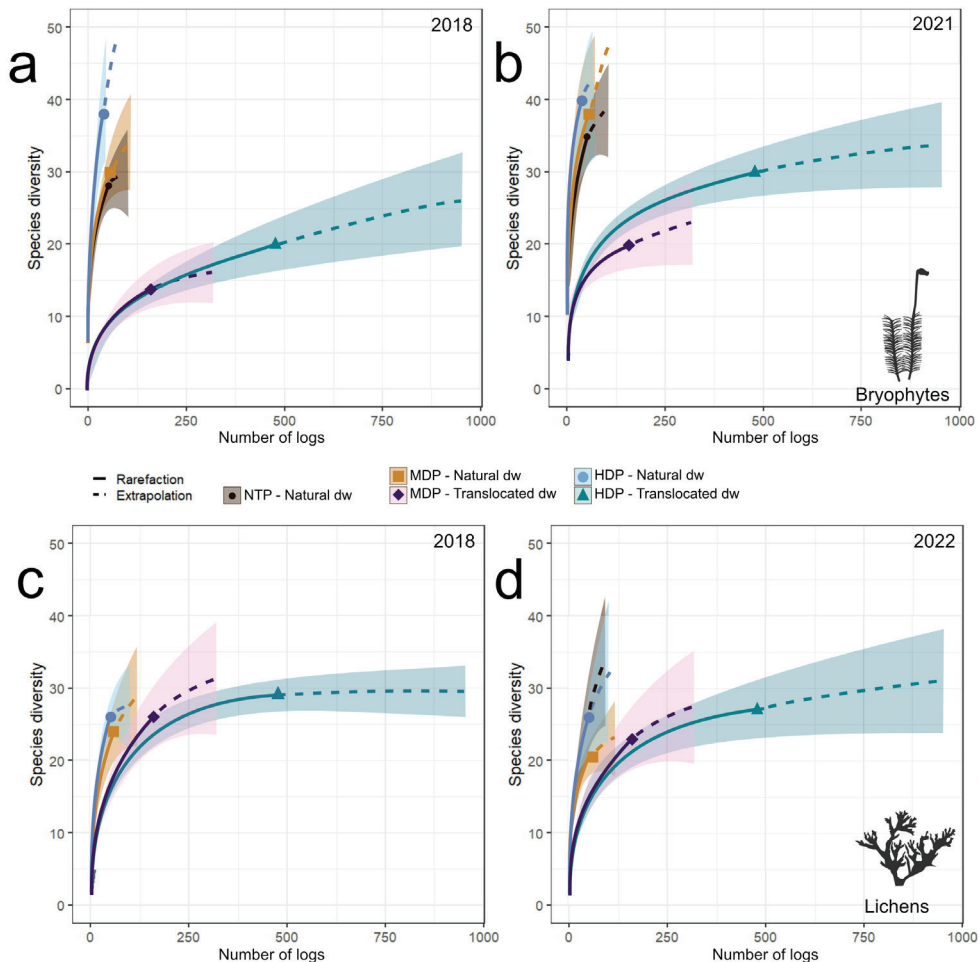 a
2018
50
40
30
20
10
0
Species diversity
0
250
500
750
1000
Number of logs
b
2021
50
40
30
20
10
0
Species diversity
Bryophytes
0
250
500
750
1000
Number of logs
Rarefaction
Extrapolation
NTP - Natural dw
MDP - Natural dw
MDP - Translocated dw
HDP - Natural dw
HDP - Translocated dw
c
2018
50
40
30
20
10
0
Species diversity
0
250
500
750
1000
Number of logs
d
2022
50
40
30
20
10
0
Species diversity
Lichens
0
250
500
750
1000
Number of logs